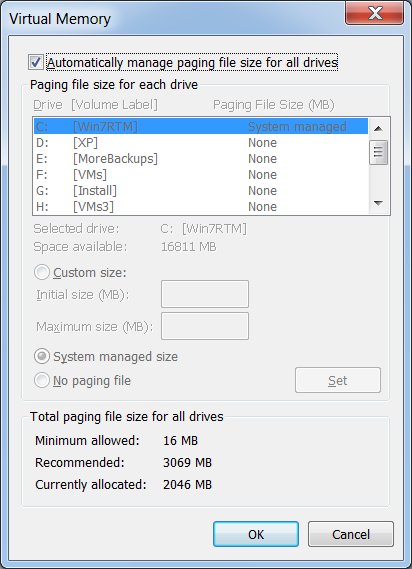 Virtual Memory
Automatically manage paging file size for all drives
Paging file size for each drive
Drive [Volume Label] Paging File Size (MB)
C: [Win7RTM] System managed
D: [XP] None
E: [MoreBackups] None
F: [VMs] None
G: [Install] None
H: [VMs3] None
Selected drive: C: [Win7RTM]
Space available: 16811 MB
Custom size:
Initial size (MB):
Maximum size (MB):
System managed size
No paging file Set
Total paging file size for all drives
Minimum allowed: 16 MB
Recommended: 3069 MB
Currently allocated: 2046 MB
OK Cancel